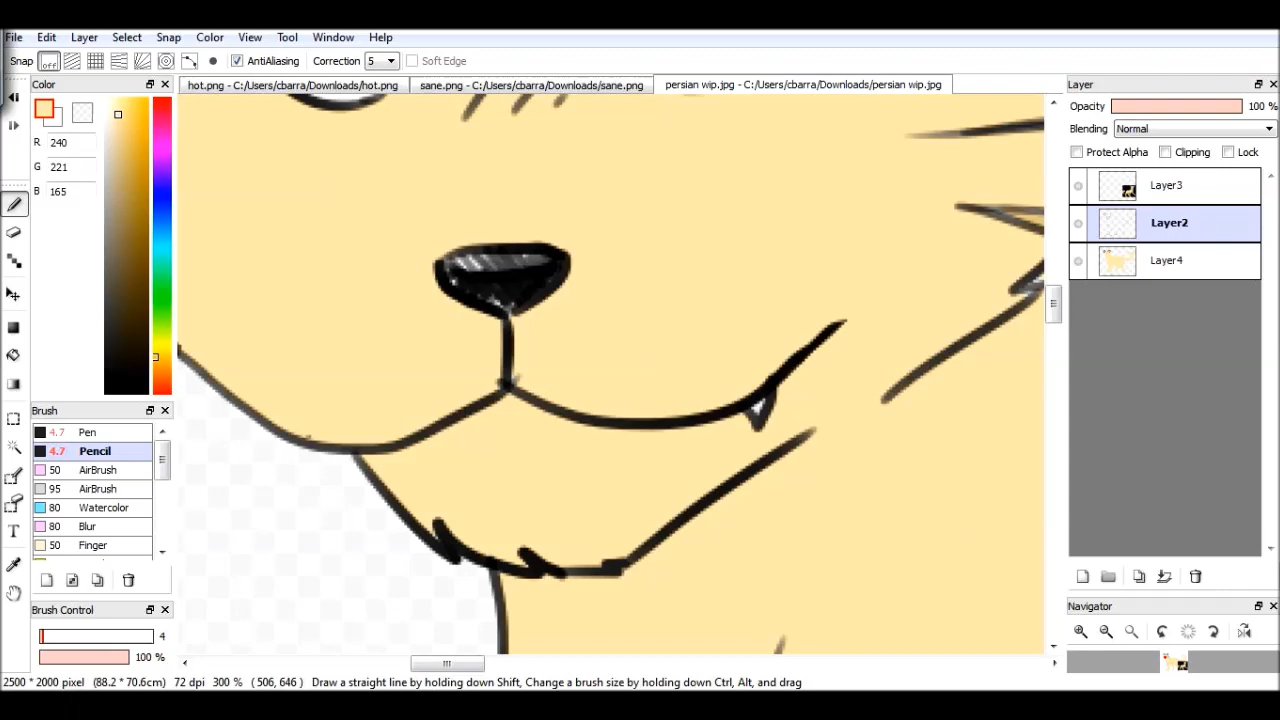 File Edit Layer Select Snap Color View Tool Window Help
Snap off AntiAliasing Correction 5 Soft Edge
Color
hot.png - C:/Users/cbarra/Downloads/hot.png
sane.png - C:/Users/cbarra/Downloads/sane.png
persian wip.jpg - C:/Users/cbarra/Downloads/persian wip.jpg
R 240
G 221
B 165
Brush
4.7 Pen
4.7 Pencil
50 AirBrush
95 AirBrush
80 Watercolor
80 Blur
50 Finger
Brush Control
4
100 %
Layer
Opacity 100 %
Blending Normal
Protect Alpha Clipping Lock
Layer3
Layer2
Layer4
Navigator
2500 * 2000 pixel (88.2 * 70.6cm) 72 dpi 300 % ( 506, 646 ) Draw a straight line by holding down Shift, Change a brush size by holding down Ctrl, Alt, and drag